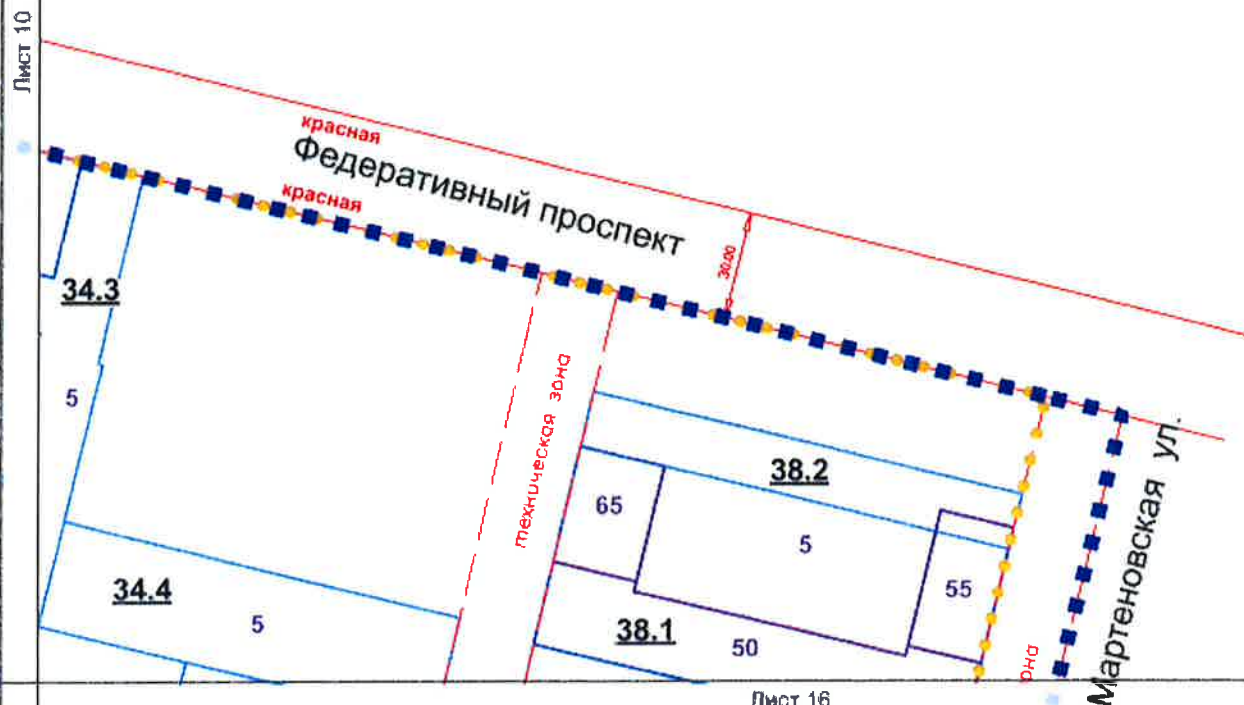 Лист 10
красная
Федеративный проспект
красная
30.00
34.3
5
техническая зона
38.2
65
5
55
34.4
5
38.1
50
Мартеновская ул.
Лист 16